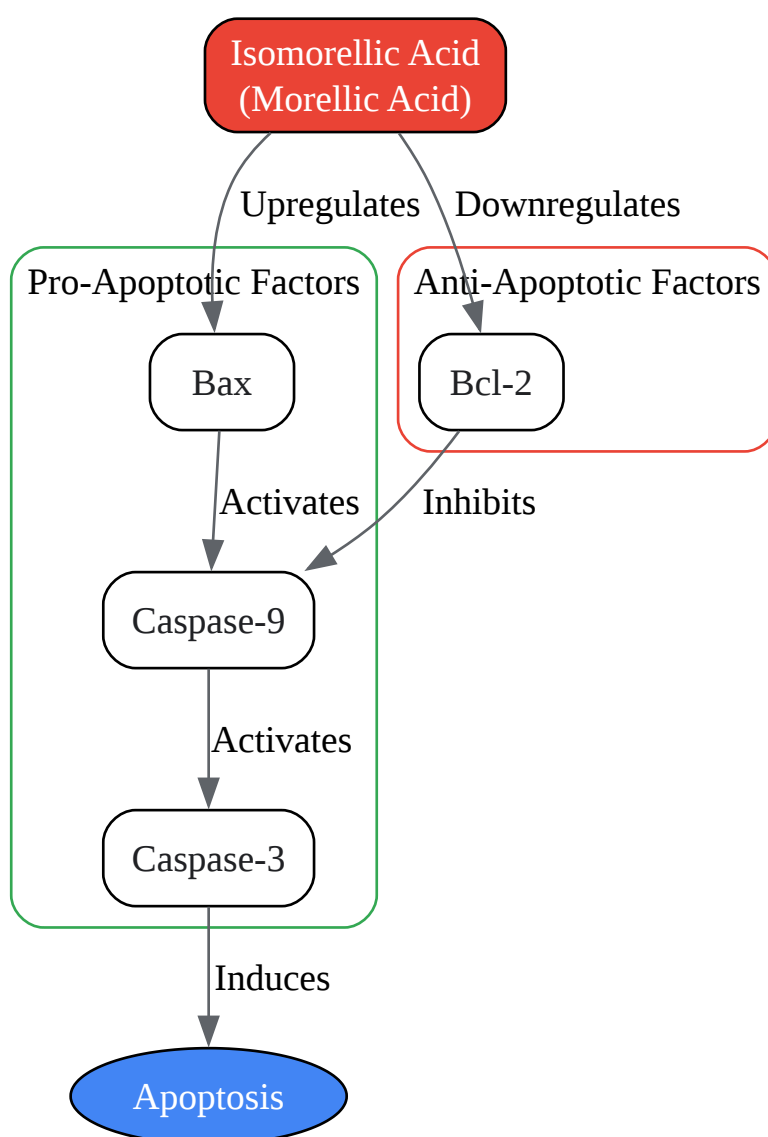 Isomorellic Acid
(Morellic Acid)
Upregulates
Downregulates
Pro-Apoptotic Factors
Anti-Apoptotic Factors
Bax
Bcl-2
Activates
Inhibits
Caspase-9
Activates
Caspase-3
Induces
Apoptosis